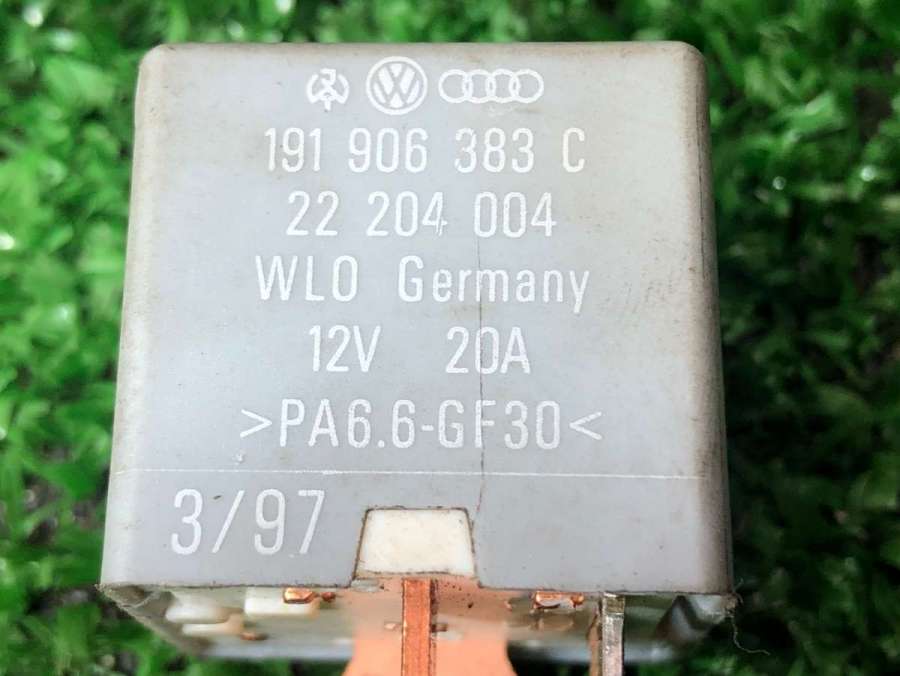 191 906 383 C
22 204 004
WLO Germany
12V 20A
>PA6.6-GF30<
3/97